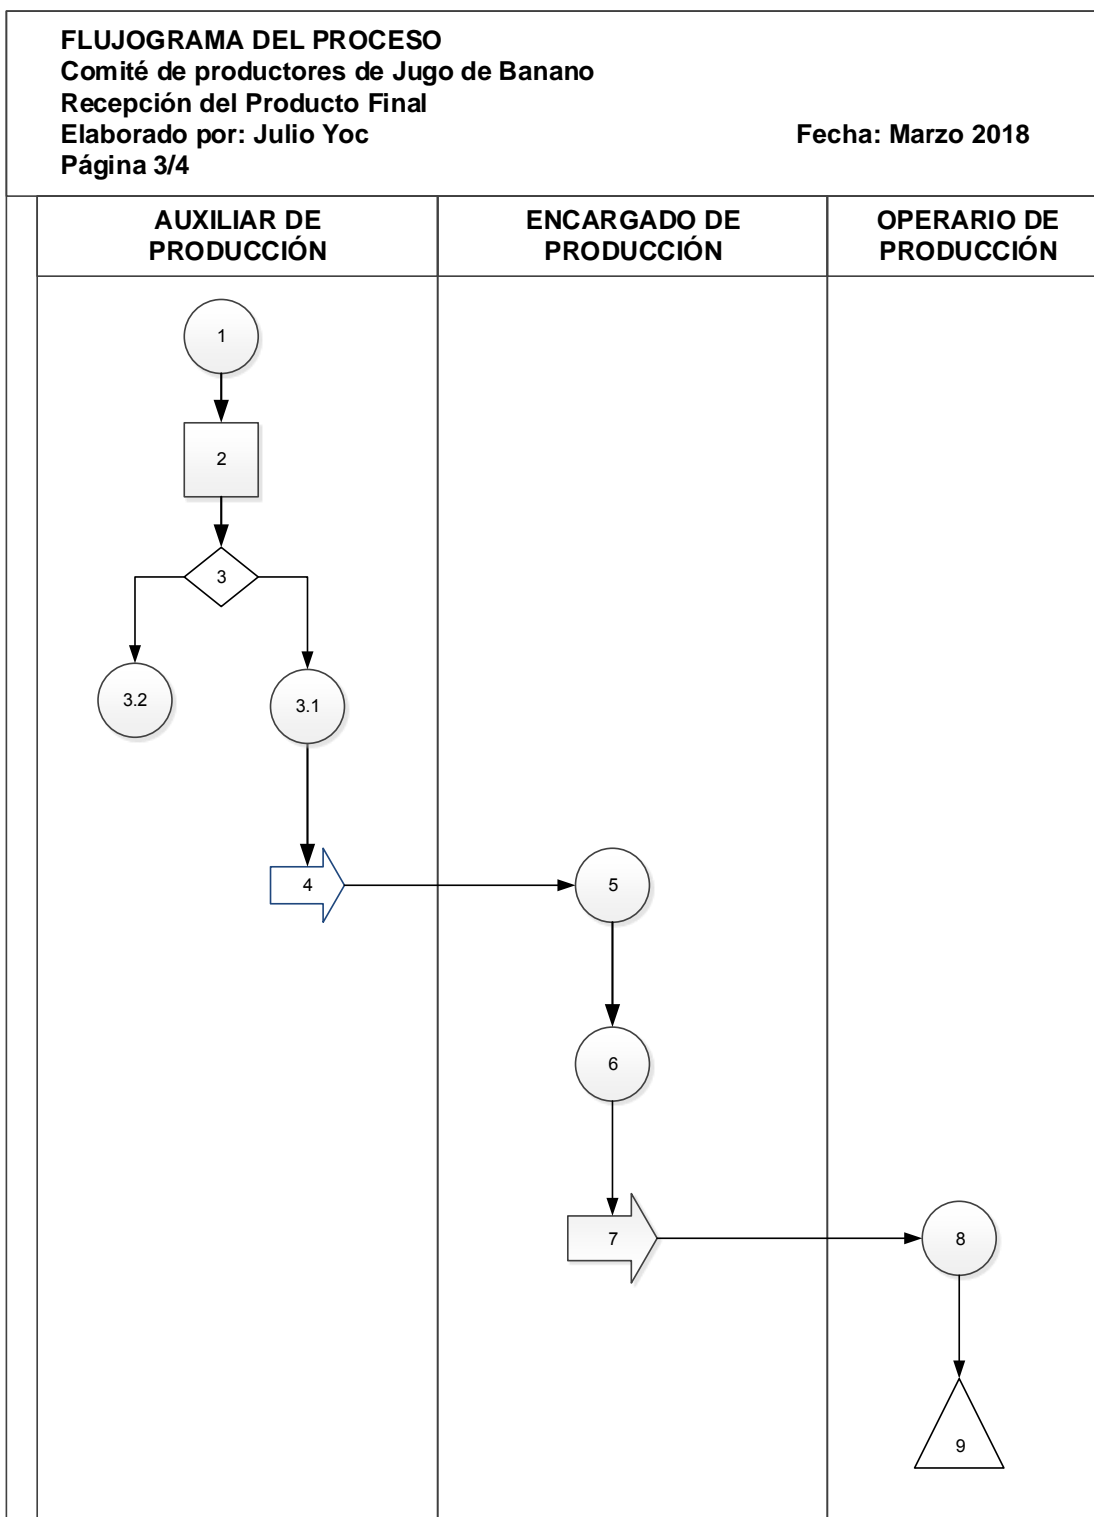 FLUJOGRAMA DEL PROCESO
Comité de productores de Jugo de Banano
Recepción del Producto Final
Elaborado por: Julio Yoc Fecha: Marzo 2018
Página 3/4
AUXILIAR DE
PRODUCCIÓN
ENCARGADO DE
PRODUCCIÓN
OPERARIO DE
PRODUCCIÓN
1
2
3
3.2
3.1
4
5
6
7
8
9